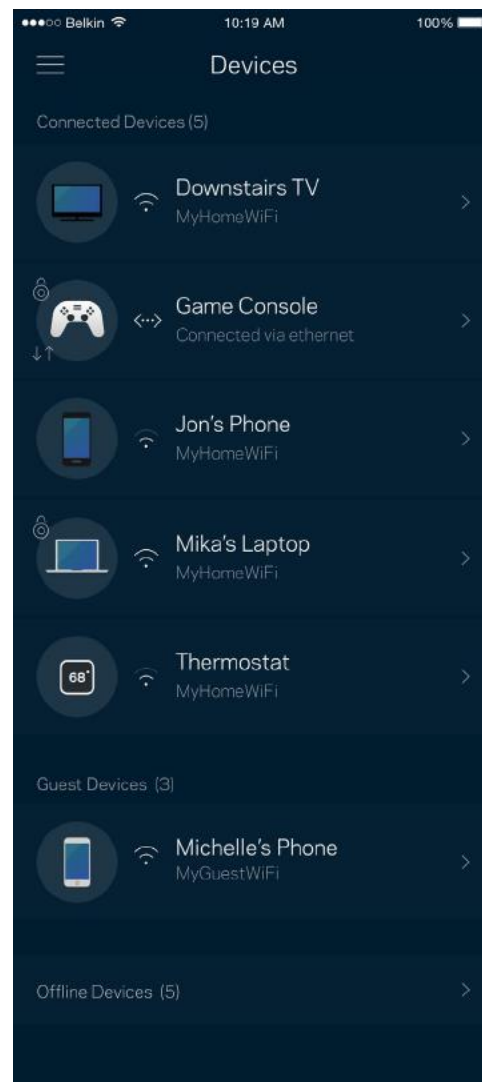 Belkin 10:19 AM 100%
Devices
Connected Devices (5)
Downstairs TV
MyHomeWiFi
Game Console
Connected via ethernet
Jon's Phone
MyHomeWiFi
Mika's Laptop
MyHomeWiFi
68°
Thermostat
MyHomeWiFi
Guest Devices (3)
Michelle's Phone
MyGuestWiFi
Offline Devices (5)